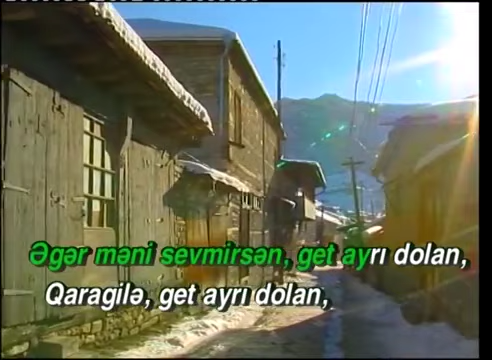 Əgər məni sevmirsən, get ayrı dolan,
Qaragilə, get ayrı dolan,